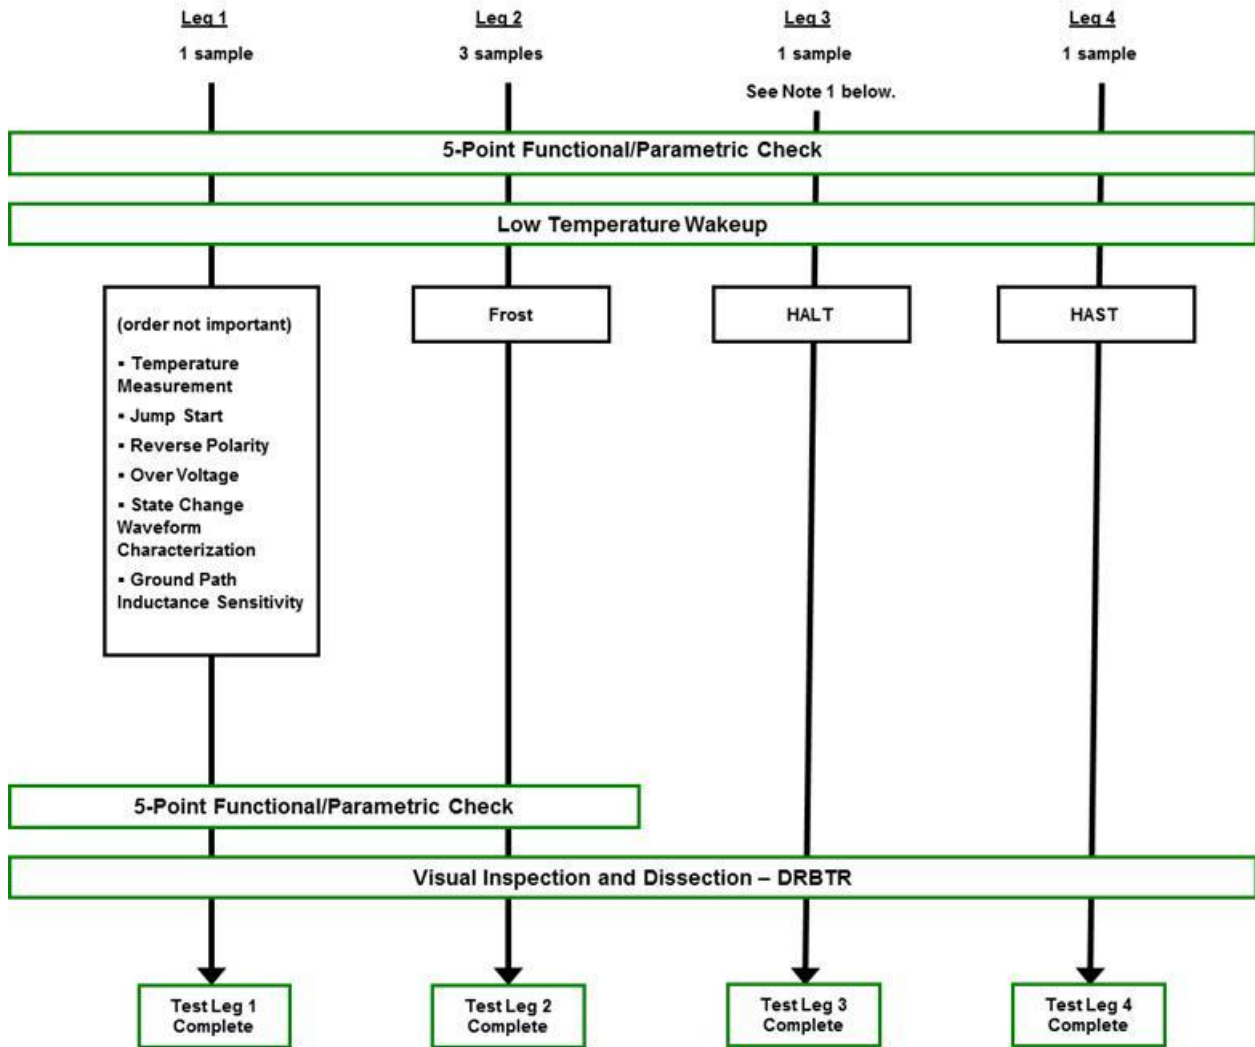 Leg 1
Leg 2
Leg 3
Leg 4
1 sample
3 samples
1 sample
1 sample
See Note 1 below.
5-Point Functional/Parametric Check
Low Temperature Wakeup
(order not important)
▪ Temperature
Measurement
▪ Jump Start
▪ Reverse Polarity
▪ Over Voltage
▪ State Change
Waveform
Characterization
▪ Ground Path
Inductance Sensitivity
Frost
HALT
HAST
5-Point Functional/Parametric Check
Visual Inspection and Dissection – DRBTR
Test Leg 1
Complete
Test Leg 2
Complete
Test Leg 3
Complete
Test Leg 4
Complete